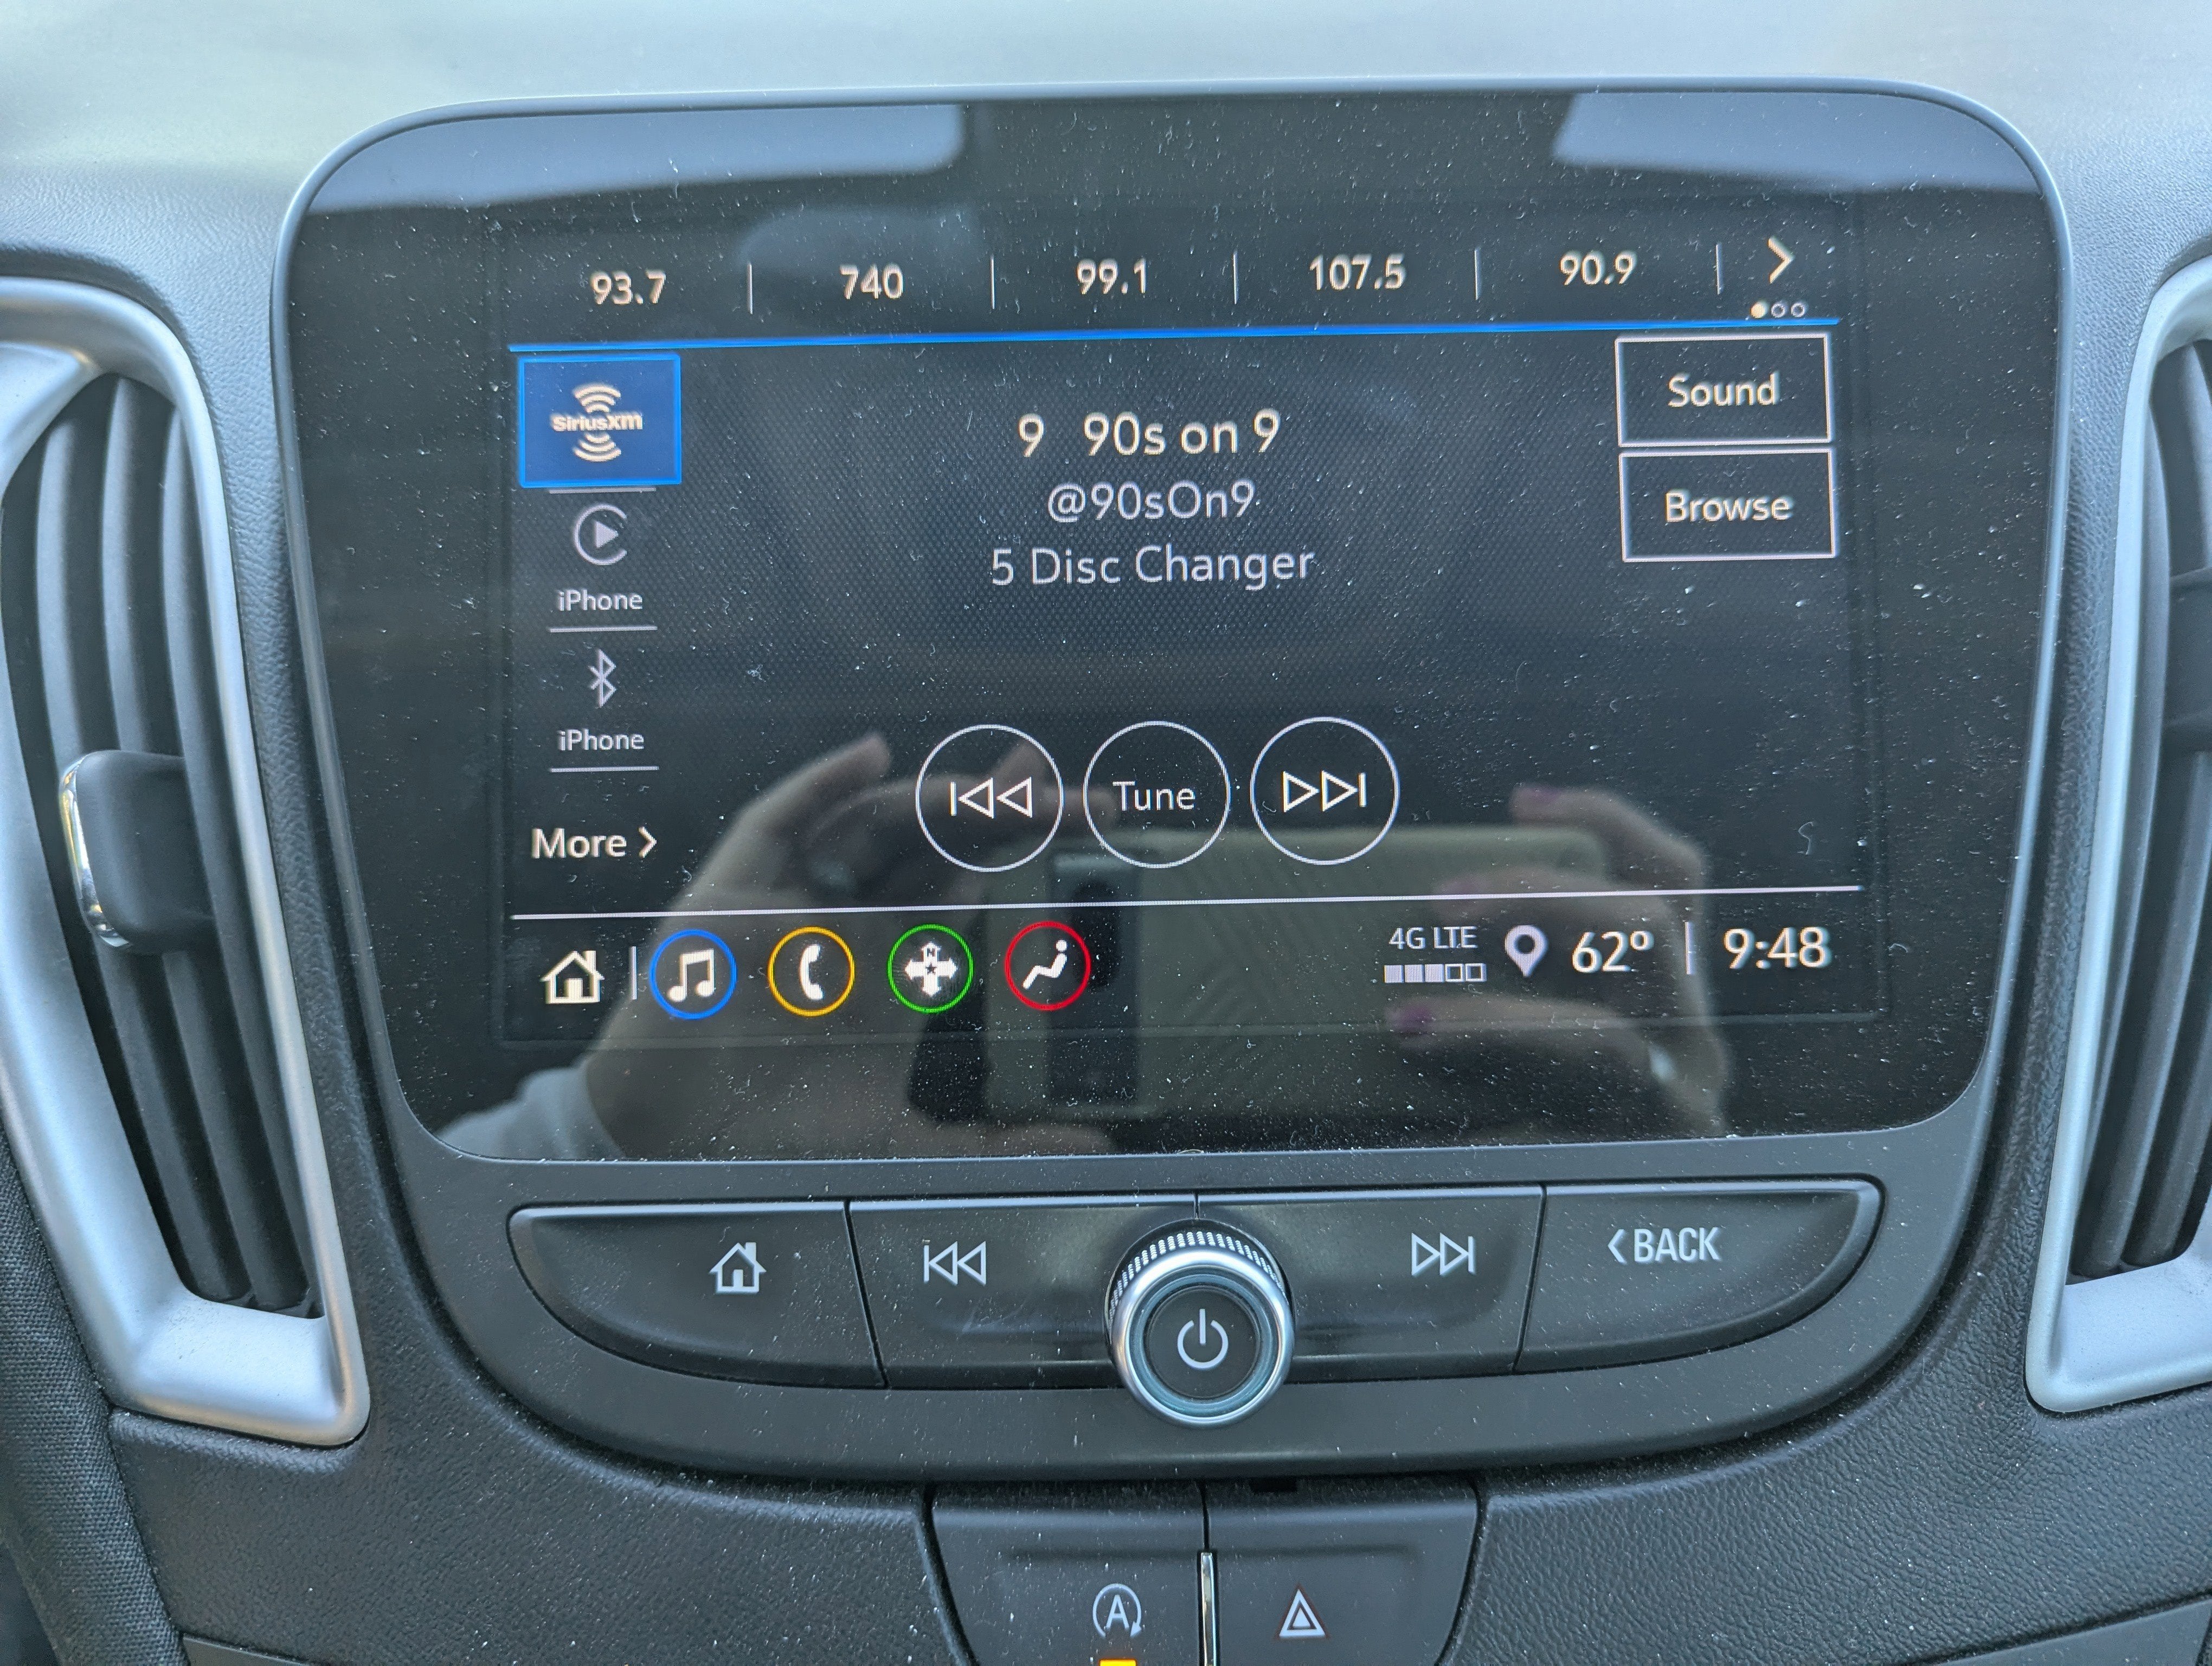 93.7 | 740 | 99.1 | 107.5 | 90.9
SiriusXM
9 90s on 9
@90sOn9
5 Disc Changer
Sound
Browse
iPhone
iPhone
More >
Tune
N
4G LTE 62° | 9:48
< BACK
A